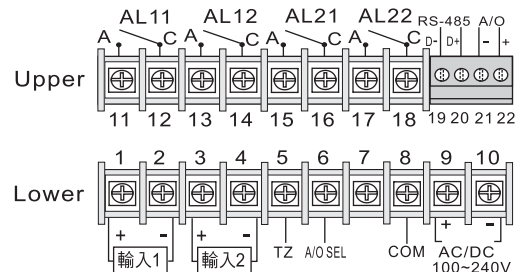 AL11 AL12 AL21 AL22 RS-485 A/O
A C A C A C A C D- D+ - +
Upper
11 12 13 14 15 16 17 18 19 20 21 22
1 2 3 4 5 6 7 8 9 10
Lower
+ - + - TZ A/O SEL COM + -
輸入1 輸入2 AC/DC
100~240V